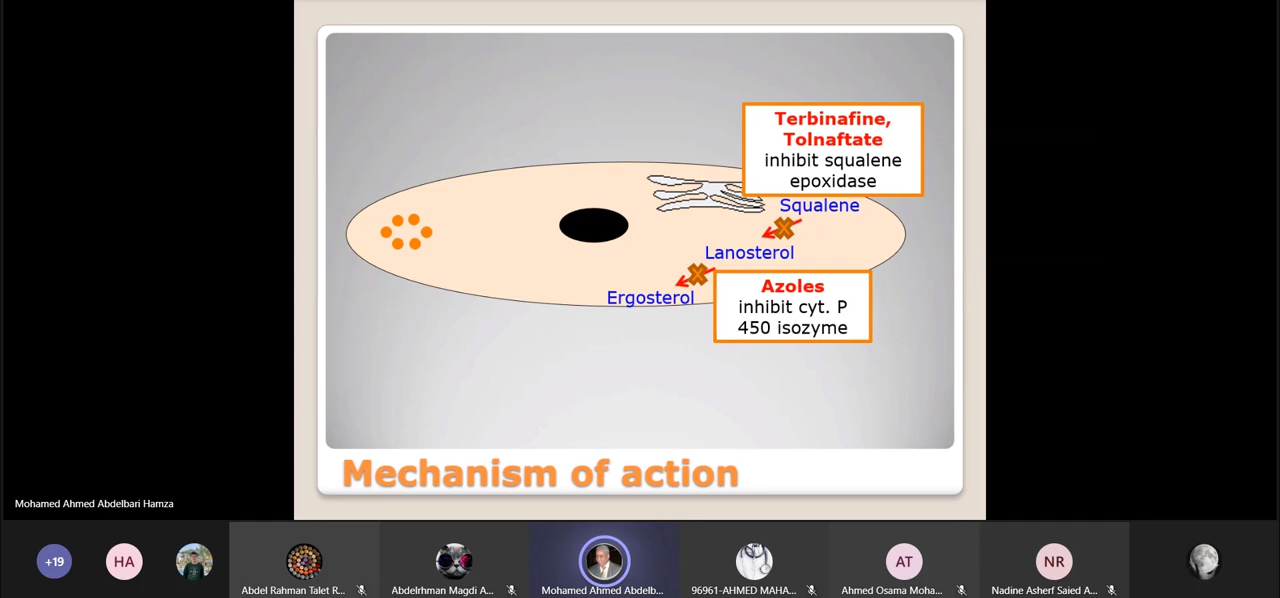 Terbinafine,
Tolnaftate
inhibit squalene
epoxidase
Squalene
Lanosterol
Ergosterol
Azoles
inhibit cyt. P
450 isozyme
Mechanism of action
Mohamed Ahmed Abdelbari Hamza
+19
HA
Abdel Rahman Talet R...
Abdelrhman Magdi A...
Mohamed Ahmed Abdelb...
96961-AHMED MAHA...
AT
Ahmed Osama Moha...
NR
Nadine Asherf Saied A...